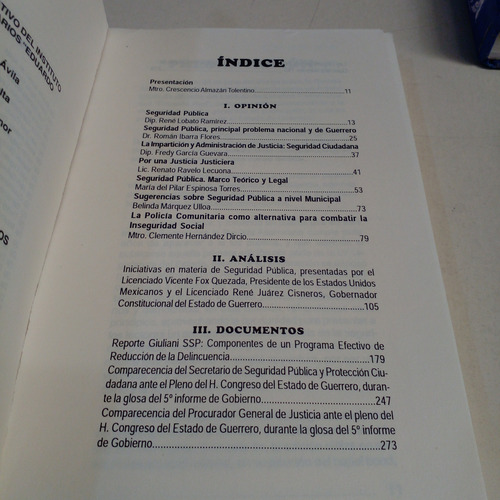 TIVO DEL INSTITUTO
ARIOS "EDUARDO
Ávila
lta
por
OS
ÍNDICE
Presentación
Mtro. Crescencio Almazán Tolentino 11
I. OPINIÓN
Seguridad Pública
Dip. René Lobato Ramírez 13
Seguridad Pública, principal problema nacional y de Guerrero
Dr. Román Ibarra Flores 25
La Impartición y Administración de Justicia: Seguridad Ciudadana
Dip. Fredy García Guevara 37
Por una Justicia Justiciera
Lic. Renato Ravelo Lecuona 41
Seguridad Pública. Marco Teórico y Legal
María del Pilar Espinosa Torres 53
Sugerencias sobre Seguridad Pública a nivel Municipal
Belinda Márquez Ulloa 73
La Policía Comunitaria como alternativa para combatir la
Inseguridad Social
Mtro. Clemente Hernández Dircio 79
II. ANÁLISIS
Iniciativas en materia de Seguridad Pública, presentadas por el
Licenciado Vicente Fox Quezada, Presidente de los Estados Unidos
Mexicanos y el Licenciado René Juárez Cisneros, Gobernador
Constitucional del Estado de Guerrero 105
III. DOCUMENTOS
Reporte Giuliani SSP: Componentes de un Programa Efectivo de
Reducción de la Delincuencia 179
Comparecencia del Secretario de Seguridad Pública y Protección Ciu-
dadana ante el Pleno del H. Congreso del Estado de Guerrero, duran-
te la glosa del 5º informe de Gobierno 247
Comparecencia del Procurador General de Justicia ante el pleno del
H. Congreso del Estado de Guerrero, durante la glosa del 5º informe
de Gobierno 273